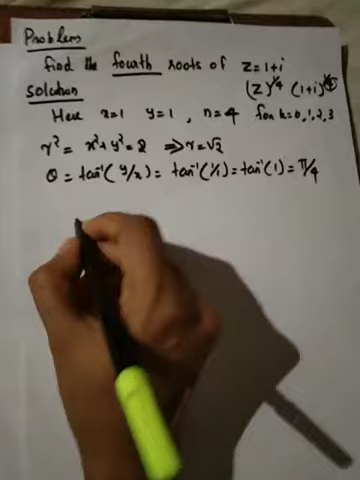 Problem
find the fourth roots of z=1+i
Solution (z)^1/4 (1+i)^1/4
Here x=1 y=1 , n=4 for k=0,1,2,3
r² = x²+y² = 2 ⇒ r=√2
θ = tan⁻¹(y/x) = tan⁻¹(1/1) = tan⁻¹(1) = π/4